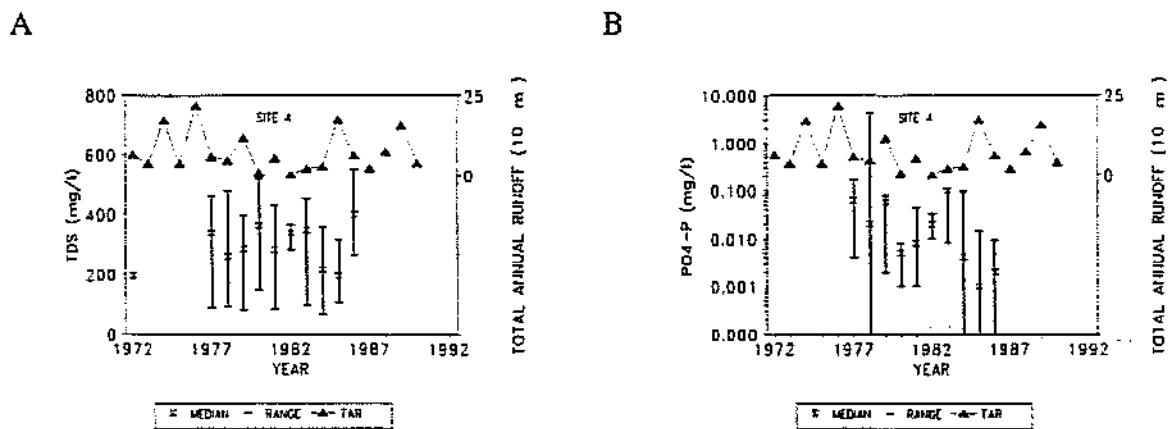 A
B
800
600
400
200
0
TDS (mg/l)
SITE 4
25
0
TOTAL ANNUAL RUNOFF (10 m )
1972 1977 1982 1987 1992
YEAR
MEDIAN RANGE TAR
10.000
1.000
0.100
0.010
0.001
0.000
PO4-P (mg/l)
SITE 4
25
0
TOTAL ANNUAL RUNOFF (10 m )
1972 1977 1982 1987 1992
YEAR
MEDIAN RANGE TAR